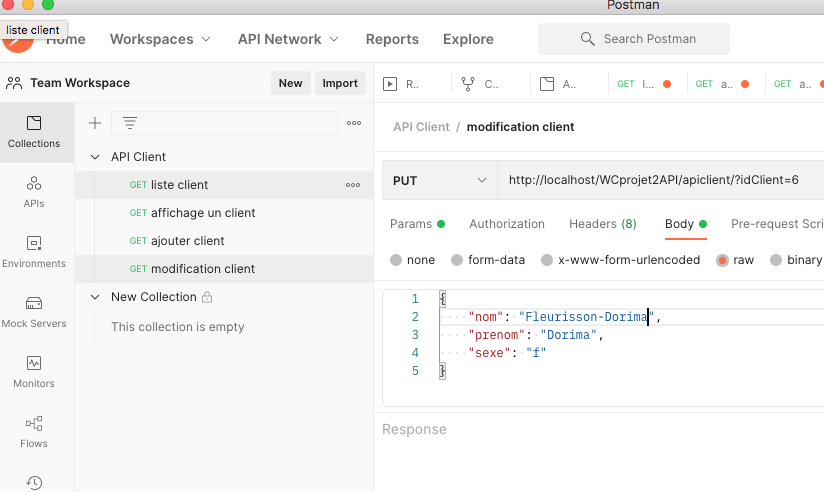 Postman
liste client
Home Workspaces API Network Reports Explore Search Postman
Team Workspace New Import
R.. C.. A.. GET l... GET a.. GET a..
Collections
APIs
Environments
Mock Servers
Monitors
Flows
API Client
GET liste client
GET affichage un client
GET ajouter client
GET modification client
New Collection
This collection is empty
API Client / modification client
PUT http://localhost/WCprojet2API/apiclient/?idClient=6
Params Authorization Headers (8) Body Pre-request Scri
none form-data x-www-form-urlencoded raw binary
1 {
2 "nom": "Fleurisson-Dorima",
3 "prenom": "Dorima",
4 "sexe": "f"
5 }
Response